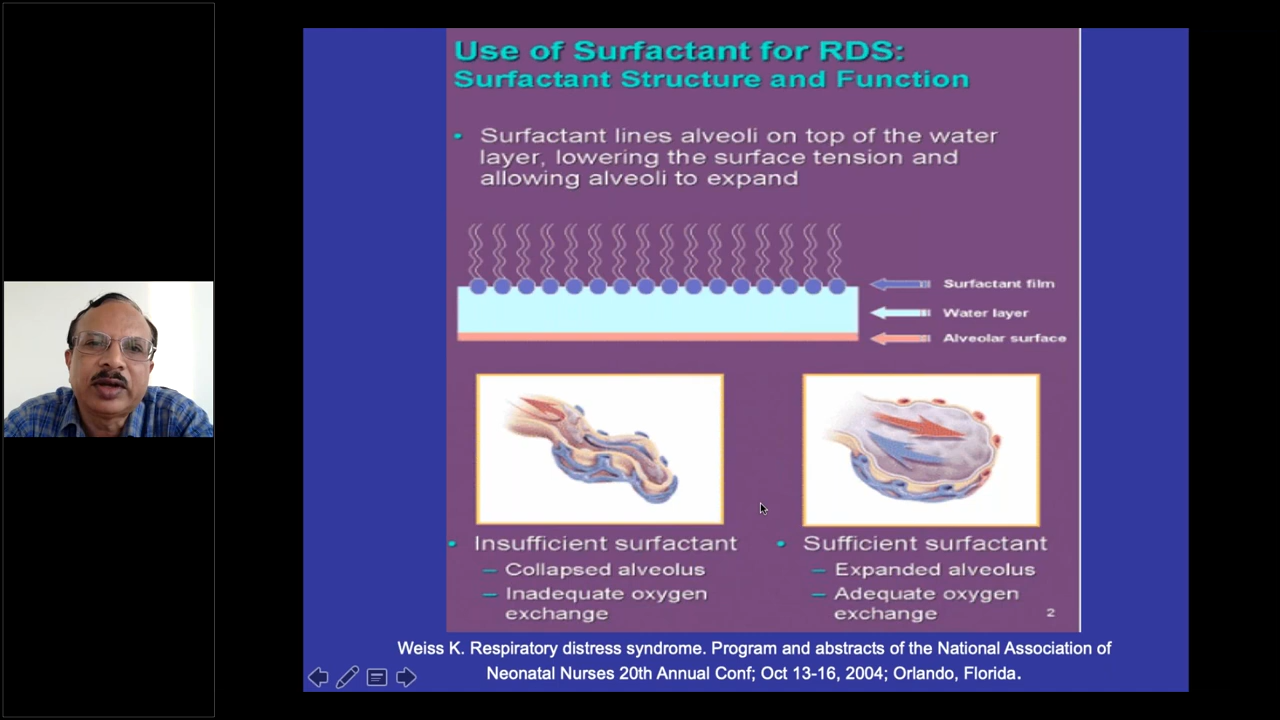 Use of Surfactant for RDS:
Surfactant Structure and Function
• Surfactant lines alveoli on top of the water
layer, lowering the surface tension and
allowing alveoli to expand
Surfactant film
Water layer
Alveolar surface
• Insufficient surfactant
– Collapsed alveolus
– Inadequate oxygen
exchange
• Sufficient surfactant
– Expanded alveolus
– Adequate oxygen
exchange
2
Weiss K. Respiratory distress syndrome. Program and abstracts of the National Association of
Neonatal Nurses 20th Annual Conf; Oct 13-16, 2004; Orlando, Florida.